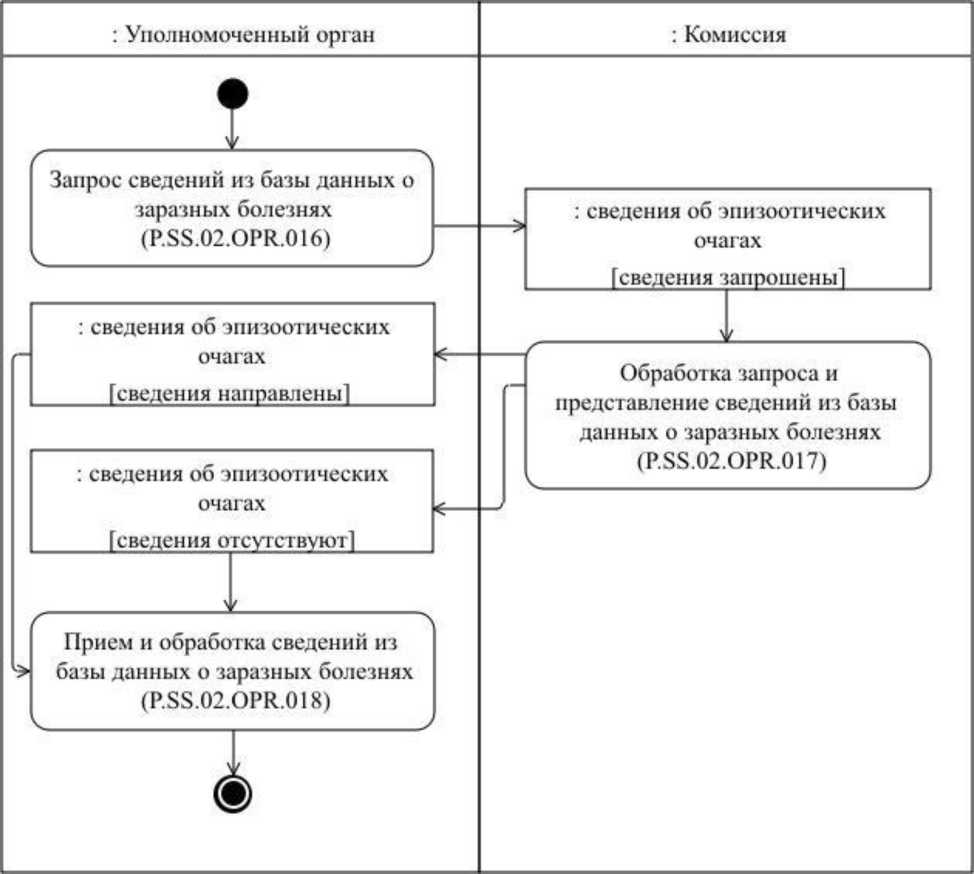 : Уполномоченный орган
: Комиссия
Запрос сведений из базы данных о
заразных болезнях
(P.SS.02.OPR.016)
: сведения об эпизоотических
очагах
[сведения запрошены]
: сведения об эпизоотических
очагах
[сведения направлены]
Обработка запроса и
представление сведений из базы
данных о заразных болезнях
(P.SS.02.OPR.017)
: сведения об эпизоотических
очагах
[сведения отсутствуют]
Прием и обработка сведений из
базы данных о заразных болезнях
(P.SS.02.OPR.018)